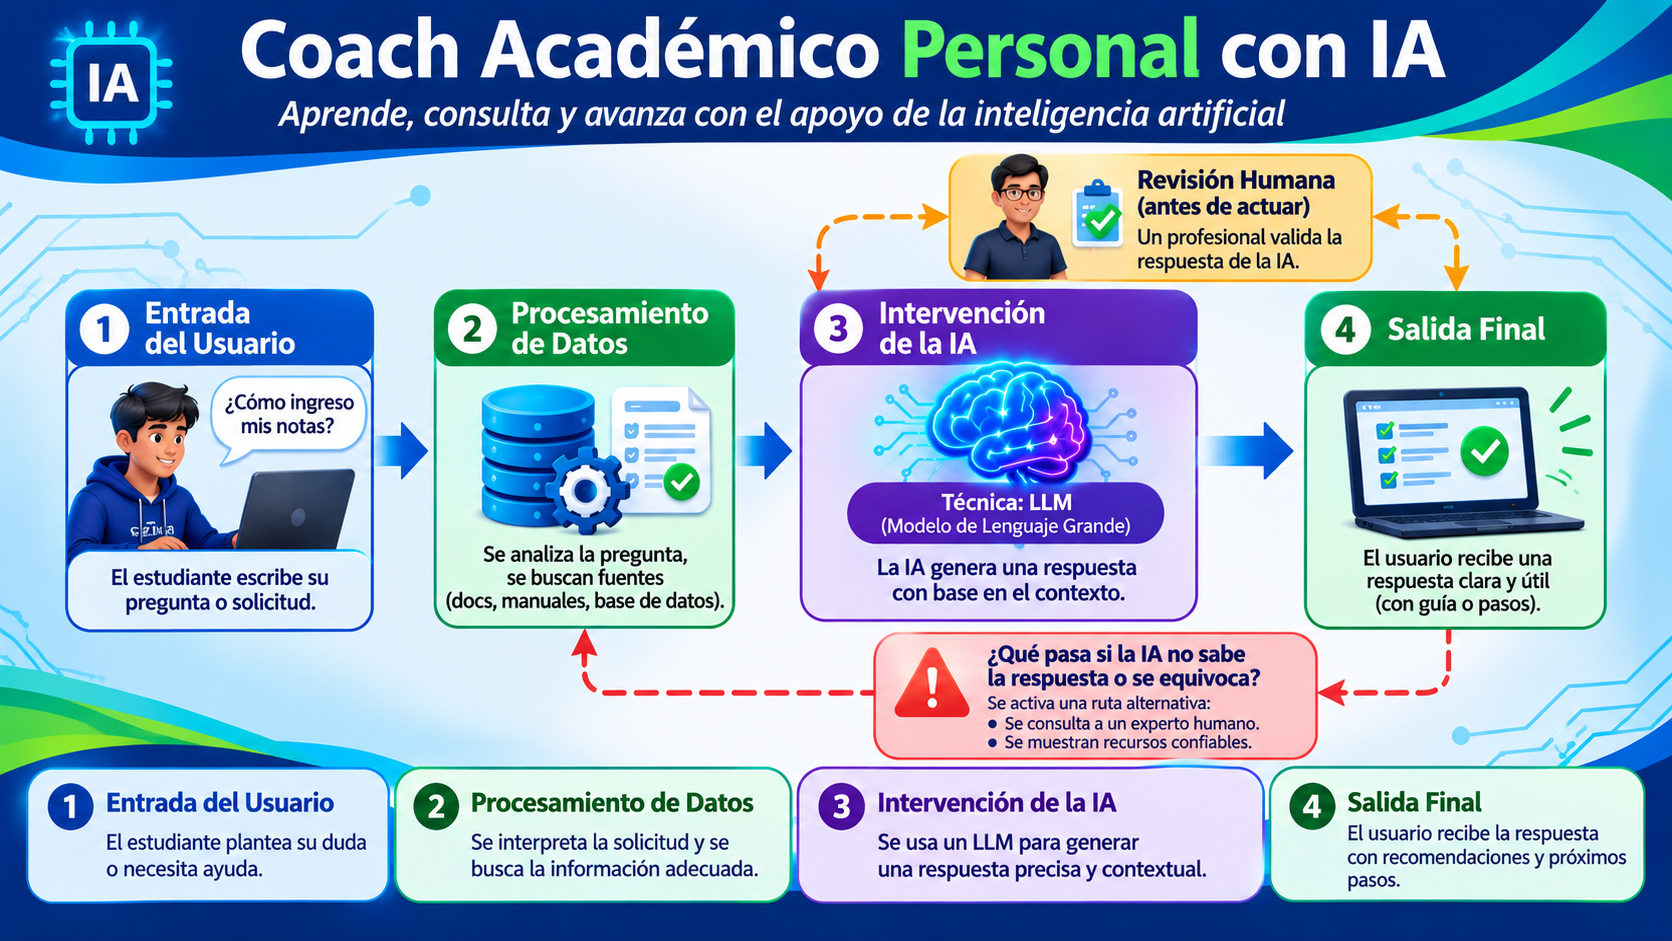 IA
Coach Académico Personal con IA
Aprende, consulta y avanza con el apoyo de la inteligencia artificial
Revisión Humana
(antes de actuar)
Un profesional valida la
respuesta de la IA.
1
Entrada
del Usuario
¿Cómo ingreso
mis notas?
El estudiante escribe su
pregunta o solicitud.
2
Procesamiento
de Datos
Se analiza la pregunta,
se buscan fuentes
(docs, manuales, base de datos).
3
Intervención
de la IA
Técnica: LLM
(Modelo de Lenguaje Grande)
La IA genera una respuesta
con base en el contexto.
4
Salida Final
El usuario recibe una
respuesta clara y útil
(con guía o pasos).
¿Qué pasa si la IA no sabe
la respuesta o se equivoca?
Se activa una ruta alternativa:
● Se consulta a un experto humano.
● Se muestran recursos confiables.
1
Entrada del Usuario
El estudiante plantea su duda
o necesita ayuda.
2
Procesamiento de Datos
Se interpreta la solicitud y se
busca la información adecuada.
3
Intervención de la IA
Se usa un LLM para generar
una respuesta precisa y contextual.
4
Salida Final
El usuario recibe la respuesta
con recomendaciones y próximos
pasos.